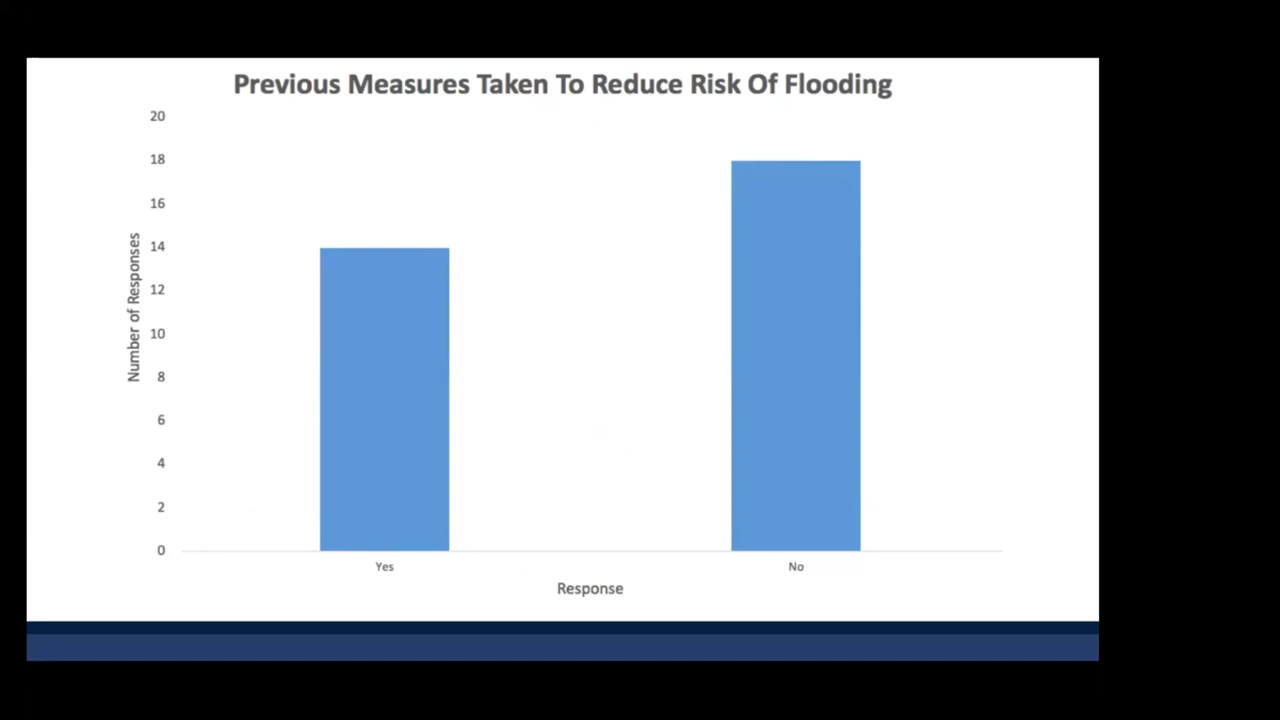 Previous Measures Taken To Reduce Risk Of Flooding
20
18
16
14
12
10
8
6
4
2
0
Number of Responses
Yes
No
Response